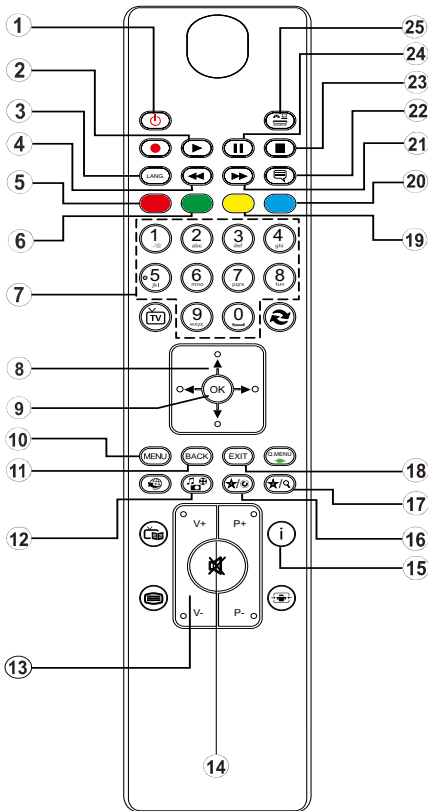 1
25
2
24
3
23
4
22
LANG.
21
5
20
6
19
7
1
2 abc
3 def
4 ghi
5 jkl
6 mno
7 pqrs
8 tuv
TV
9 wxyz
0
8
9
OK
10
MENU
BACK
EXIT
Q.MENU
11
18
17
12
16
V+
P+
i
15
V-
P-
13
14